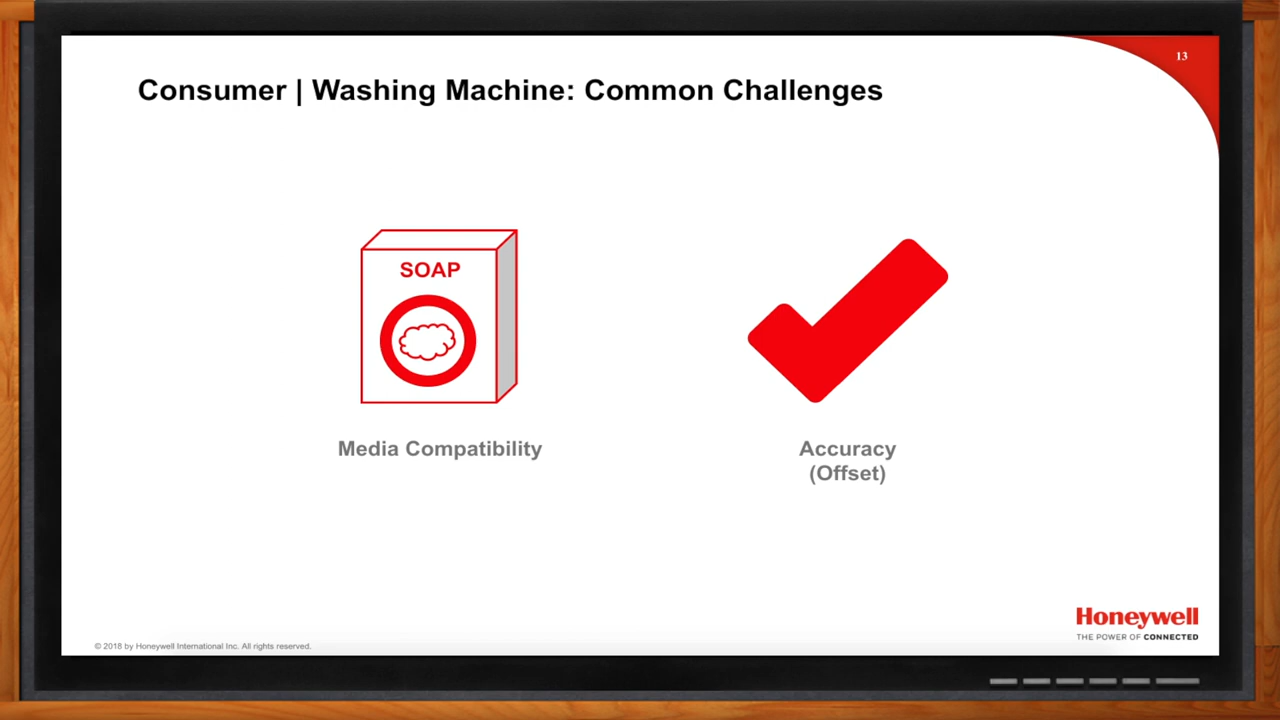 13
Consumer | Washing Machine: Common Challenges
SOAP
Media Compatibility
Accuracy
(Offset)
Honeywell
THE POWER OF CONNECTED
© 2018 by Honeywell International Inc. All rights reserved.